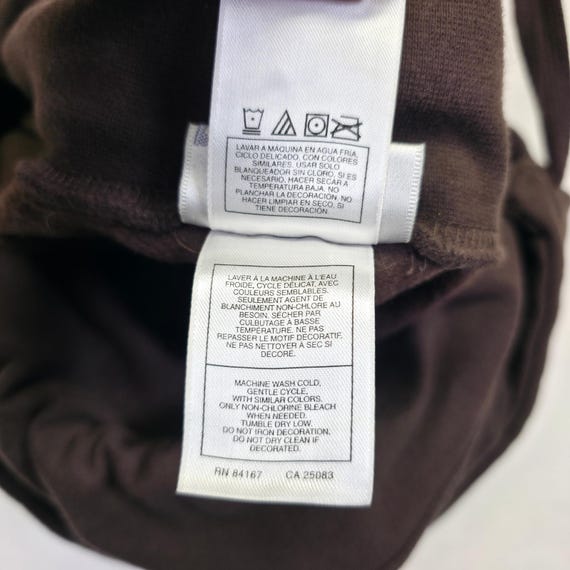 LAVAR A MAQUINA EN AGUA FRIA,
CICLO DELICADO, CON COLORES
SIMILARES. USAR SOLO
BLANQUEADOR SIN CLORO, SI ES
NECESARIO. HACER SECAR A
TEMPERATURA BAJA. NO
PLANCHAR LA DECORACION. NO
HACER LIMPIAR EN SECO, SI
TIENE DECORACION.
LAVER À LA MACHINE À L'EAU
FROIDE, CYCLE DÉLICAT, AVEC
COULEURS SEMBLABLES.
SEULEMENT AGENT DE
BLANCHIMENT NON-CHLORE AU
BESOIN. SÉCHER PAR
CULBUTAGE À BASSE
TEMPÉRATURE. NE PAS
REPASSER LE MOTIF DÉCORATIF.
NE PAS NETTOYER À SEC SI
DÉCORÉ.
MACHINE WASH COLD,
GENTLE CYCLE,
WITH SIMILAR COLORS.
ONLY NON-CHLORINE BLEACH
WHEN NEEDED.
TUMBLE DRY LOW.
DO NOT IRON DECORATION,
DO NOT DRY CLEAN IF
DECORATED.
RN 84167 CA 25083